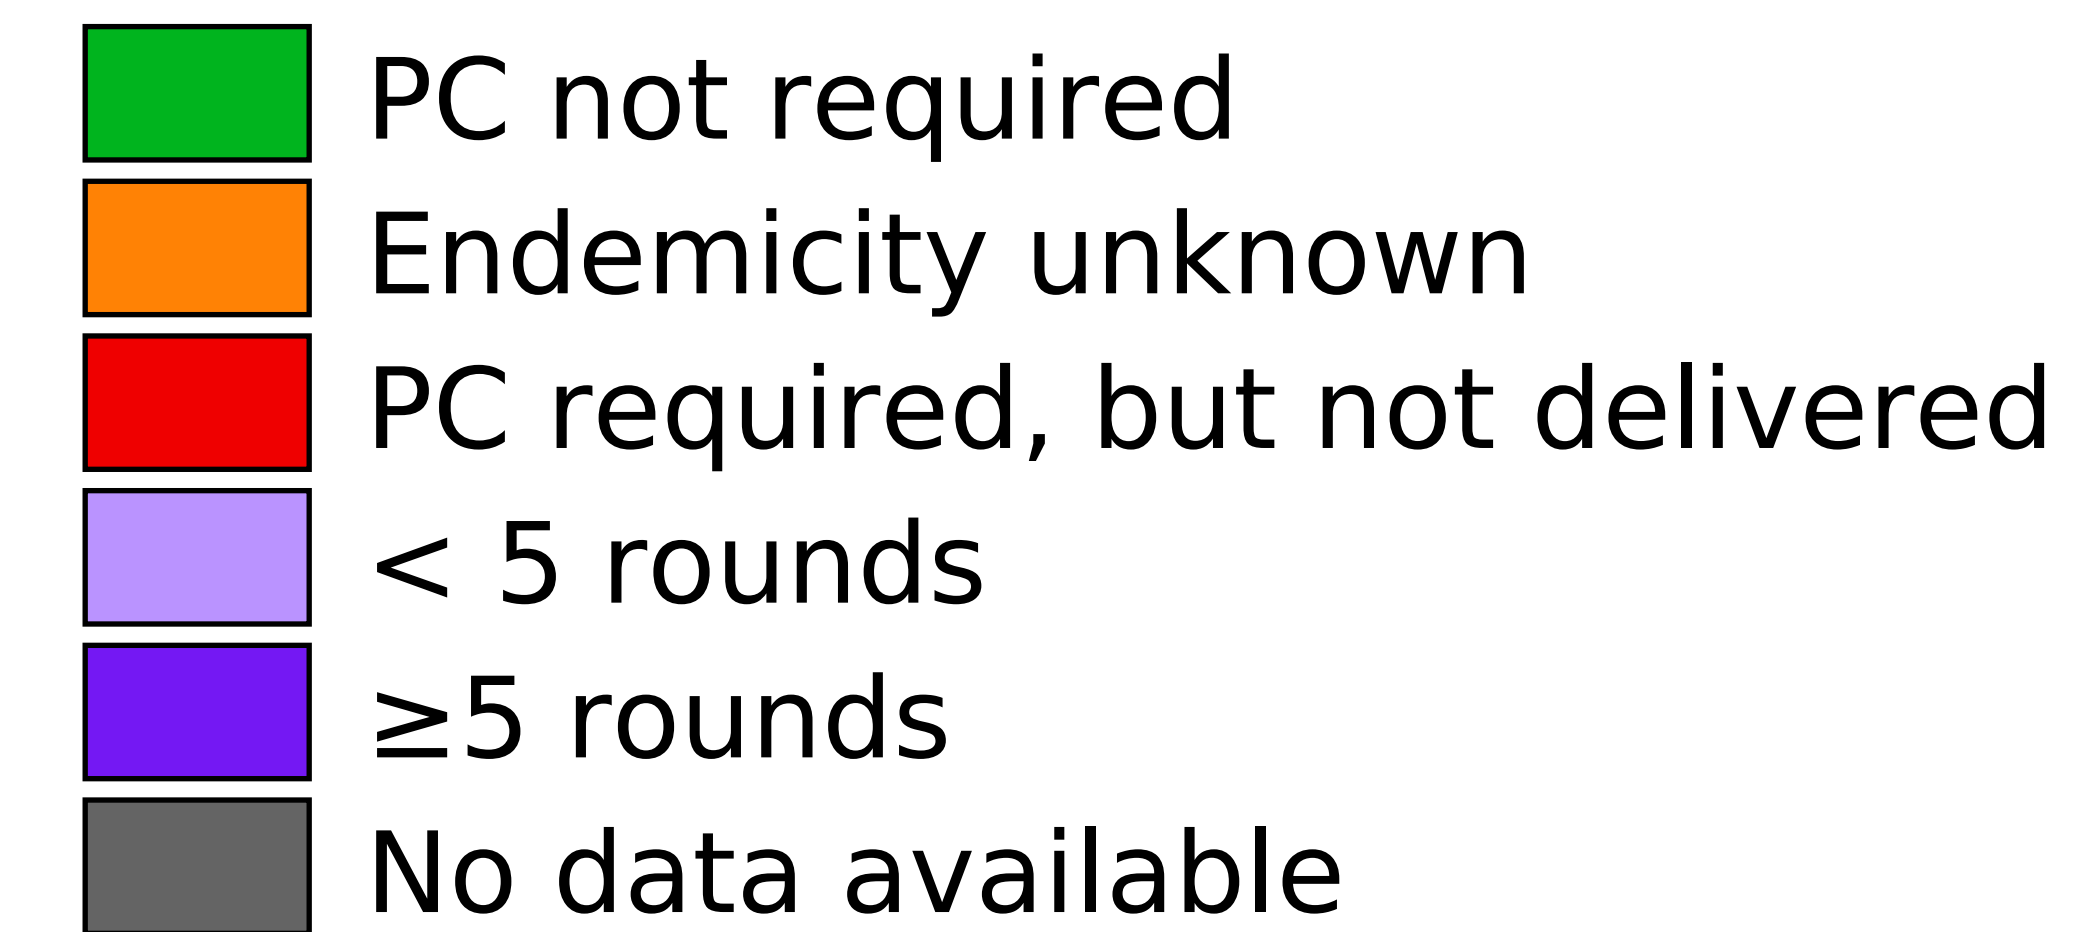 PC not required
Endemicity unknown
PC required, but not delivered
< 5 rounds
≥5 rounds
No data available